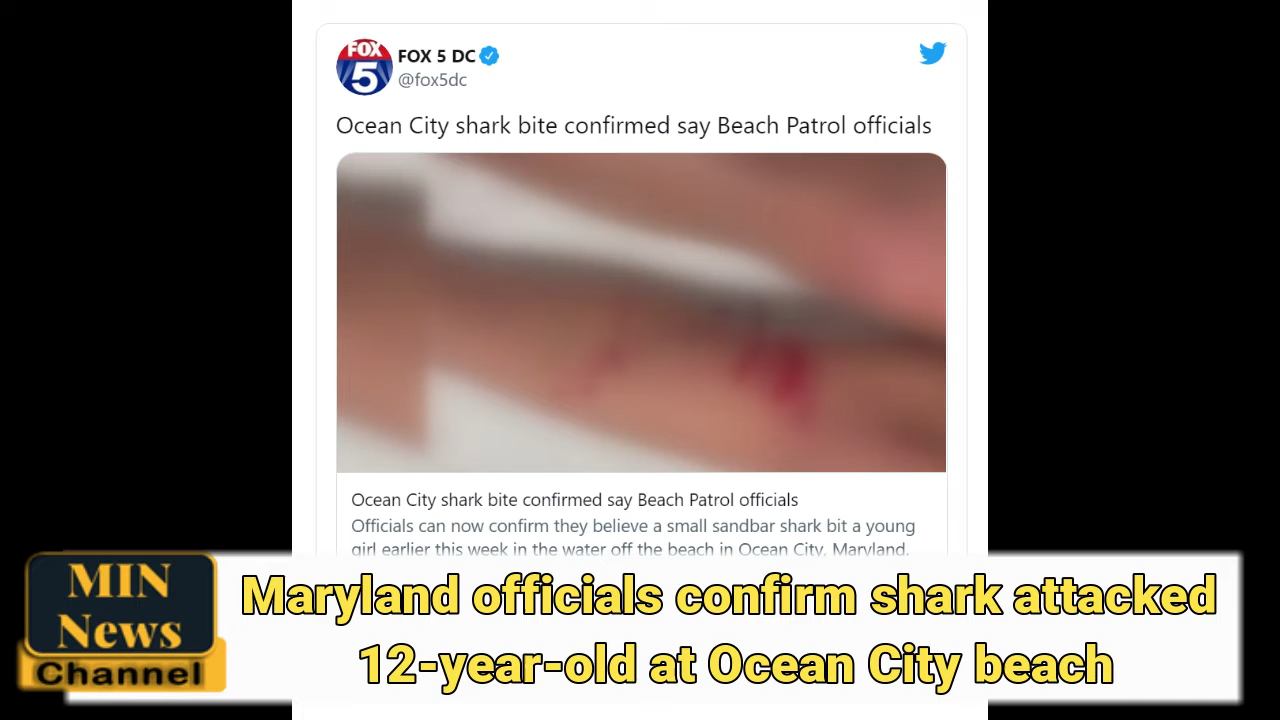 FOX 5 DC
@fox5dc
Ocean City shark bite confirmed say Beach Patrol officials
Ocean City shark bite confirmed say Beach Patrol officials
Officials can now confirm they believe a small sandbar shark bit a young
girl earlier this week in the water off the beach in Ocean City, Maryland.
MIN
News
Channel
Maryland officials confirm shark attacked
12-year-old at Ocean City beach